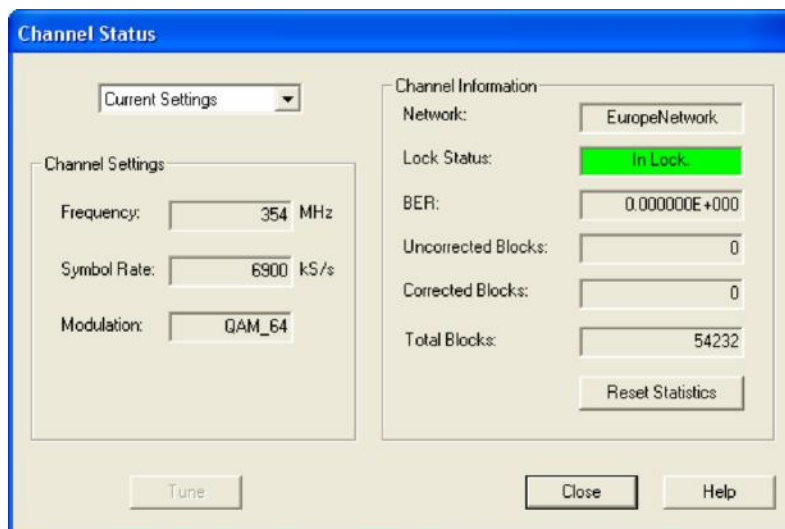 Channel Status
Current Settings
Channel Settings
Frequency: 354 MHz
Symbol Rate: 6900 kS/s
Modulation: QAM_64
Channel Information
Network: EuropeNetwork
Lock Status: In Lock.
BER: 0.000000E+000
Uncorrected Blocks: 0
Corrected Blocks: 0
Total Blocks: 54232
Reset Statistics
Tune
Close
Help